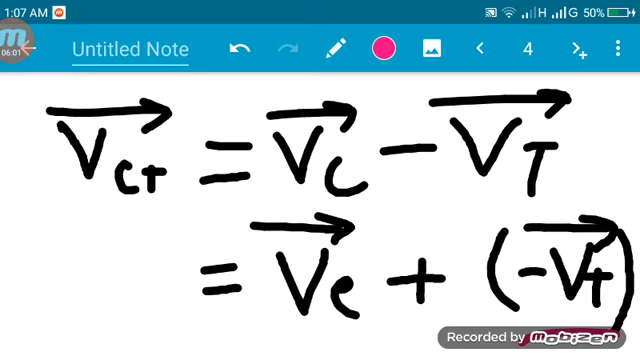 1:07 AM H G 50%
06:01 Untitled Note 4
V⃗ct = V⃗c - V⃗T
= V⃗c + (-V⃗t)
Recorded by mobizen